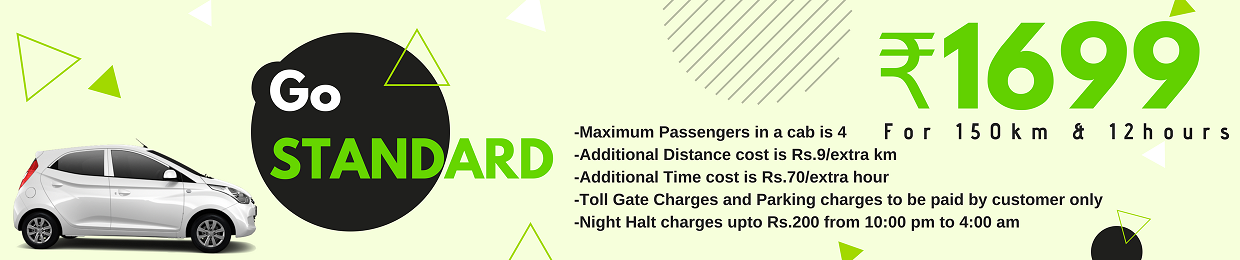 Go
STANDARD
₹1699
For 150km & 12hours
-Maximum Passengers in a cab is 4
-Additional Distance cost is Rs.9/extra km
-Additional Time cost is Rs.70/extra hour
-Toll Gate Charges and Parking charges to be paid by customer only
-Night Halt charges upto Rs.200 from 10:00 pm to 4:00 am